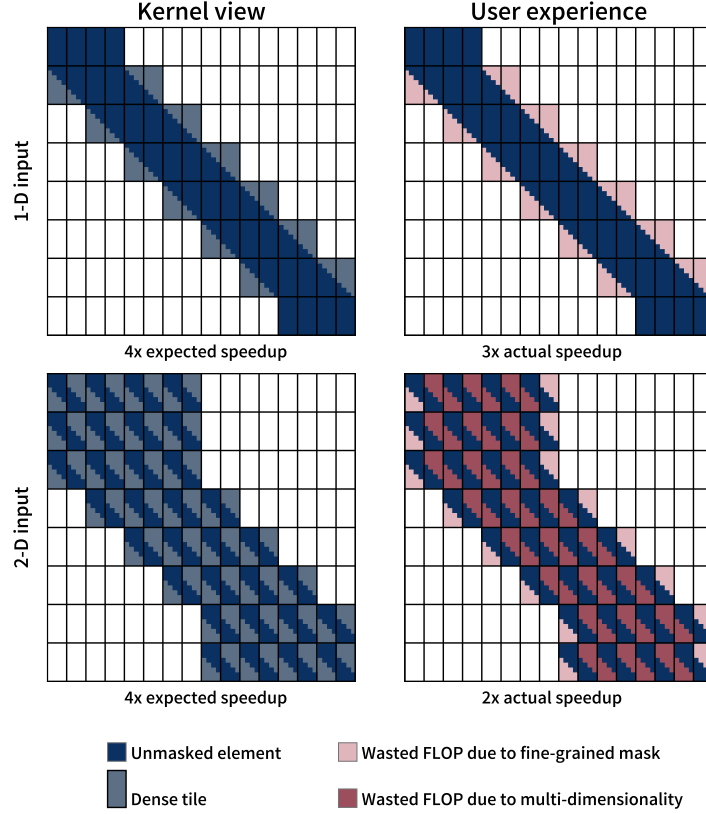 Kernel view
User experience
1-D input
4x expected speedup
3x actual speedup
2-D input
4x expected speedup
2x actual speedup
Unmasked element
Wasted FLOP due to fine-grained mask
Dense tile
Wasted FLOP due to multi-dimensionality